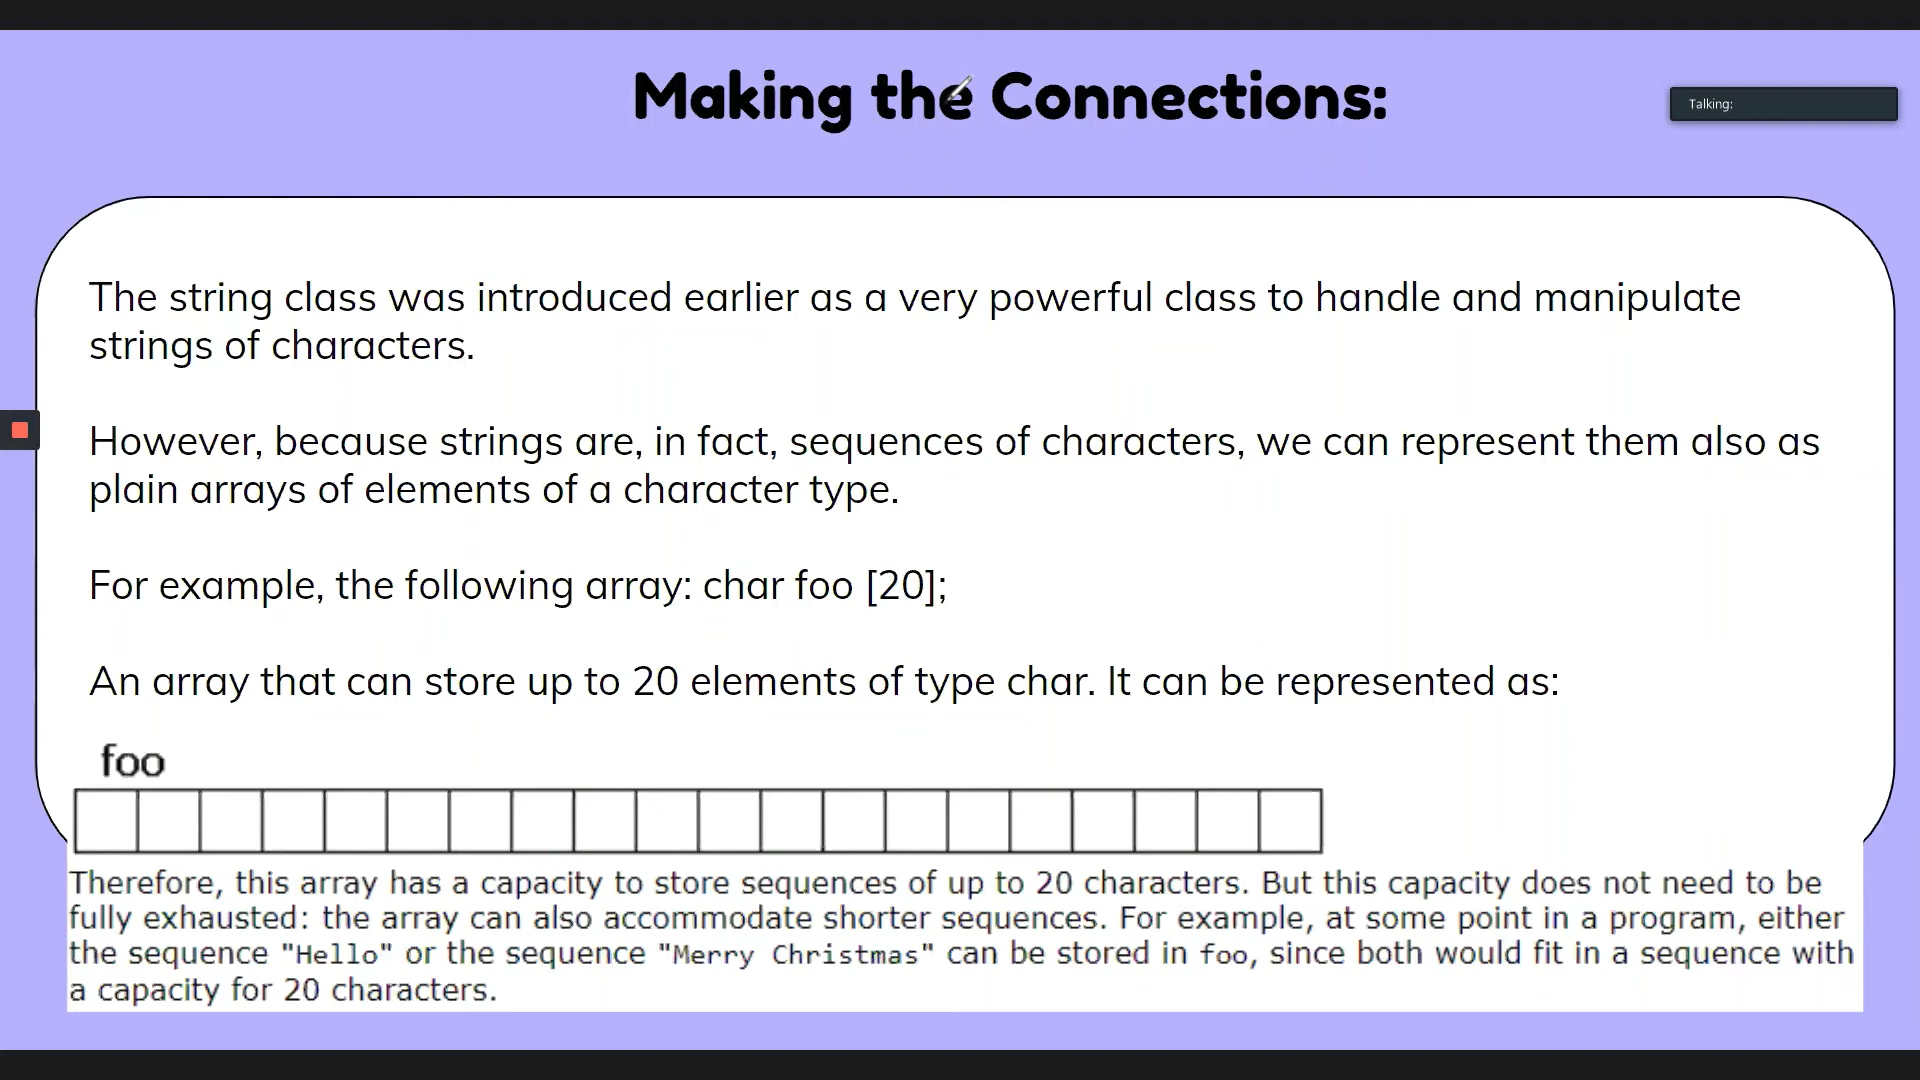 Making the Connections:
Talking:
The string class was introduced earlier as a very powerful class to handle and manipulate
strings of characters.
However, because strings are, in fact, sequences of characters, we can represent them also as
plain arrays of elements of a character type.
For example, the following array: char foo [20];
An array that can store up to 20 elements of type char. It can be represented as:
foo
Therefore, this array has a capacity to store sequences of up to 20 characters. But this capacity does not need to be
fully exhausted: the array can also accommodate shorter sequences. For example, at some point in a program, either
the sequence "Hello" or the sequence "Merry Christmas" can be stored in foo, since both would fit in a sequence with
a capacity for 20 characters.